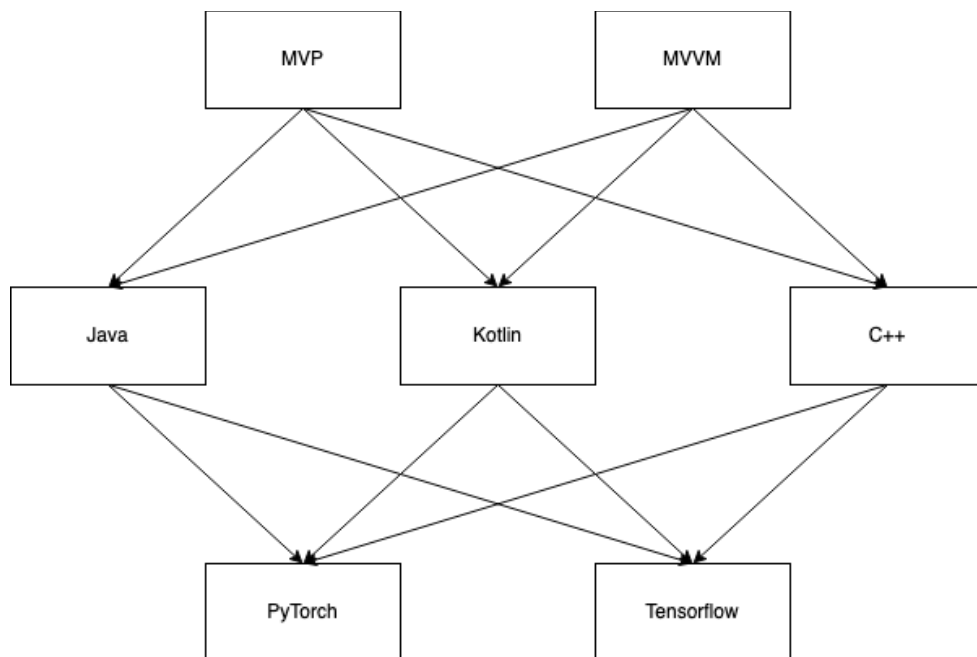 MVP
MVVM
Java
Kotlin
C++
PyTorch
Tensorflow